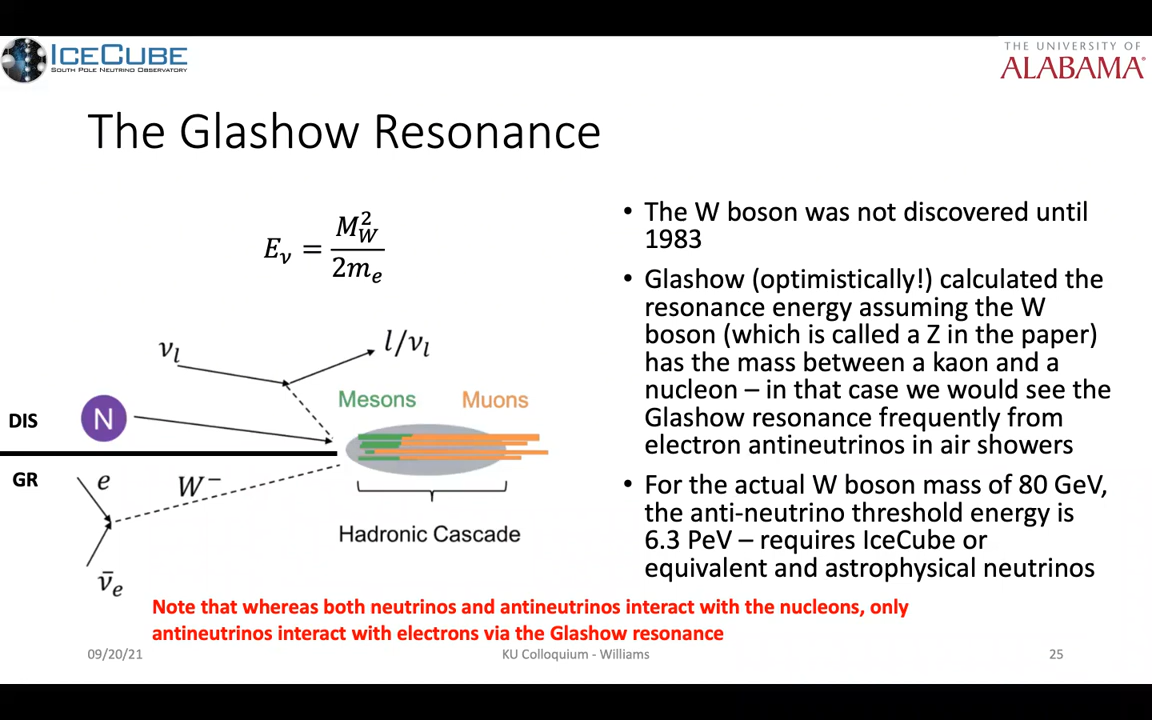 ICECUBE
SOUTH POLE NEUTRINO OBSERVATORY
THE UNIVERSITY OF
ALABAMA
The Glashow Resonance
E_ν = M_W^2 / 2m_e
• The W boson was not discovered until
1983
• Glashow (optimistically!) calculated the
resonance energy assuming the W
boson (which is called a Z in the paper)
has the mass between a kaon and a
nucleon – in that case we would see the
Glashow resonance frequently from
electron antineutrinos in air showers
• For the actual W boson mass of 80 GeV,
the anti-neutrino threshold energy is
6.3 PeV – requires IceCube or
equivalent and astrophysical neutrinos
ν_l
l/ν_l
Mesons
Muons
DIS
N
GR
e
W⁻
Hadronic Cascade
ν̄_e
Note that whereas both neutrinos and antineutrinos interact with the nucleons, only
antineutrinos interact with electrons via the Glashow resonance
09/20/21
KU Colloquium - Williams
25